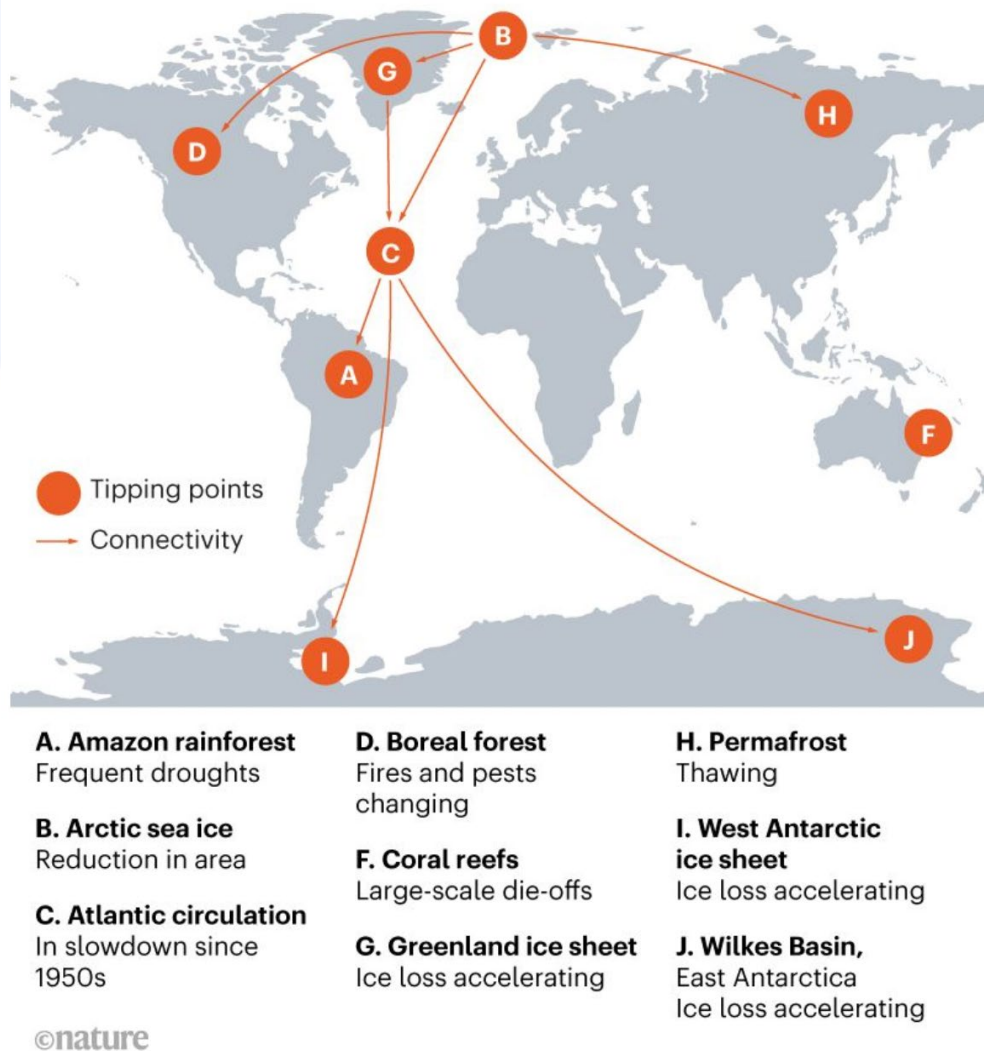 B
G
H
D
C
A
F
Tipping points
Connectivity
I
J
A. Amazon rainforest
Frequent droughts
B. Arctic sea ice
Reduction in area
C. Atlantic circulation
In slowdown since
1950s
D. Boreal forest
Fires and pests
changing
F. Coral reefs
Large-scale die-offs
G. Greenland ice sheet
Ice loss accelerating
H. Permafrost
Thawing
I. West Antarctic
ice sheet
Ice loss accelerating
J. Wilkes Basin,
East Antarctica
Ice loss accelerating
©nature